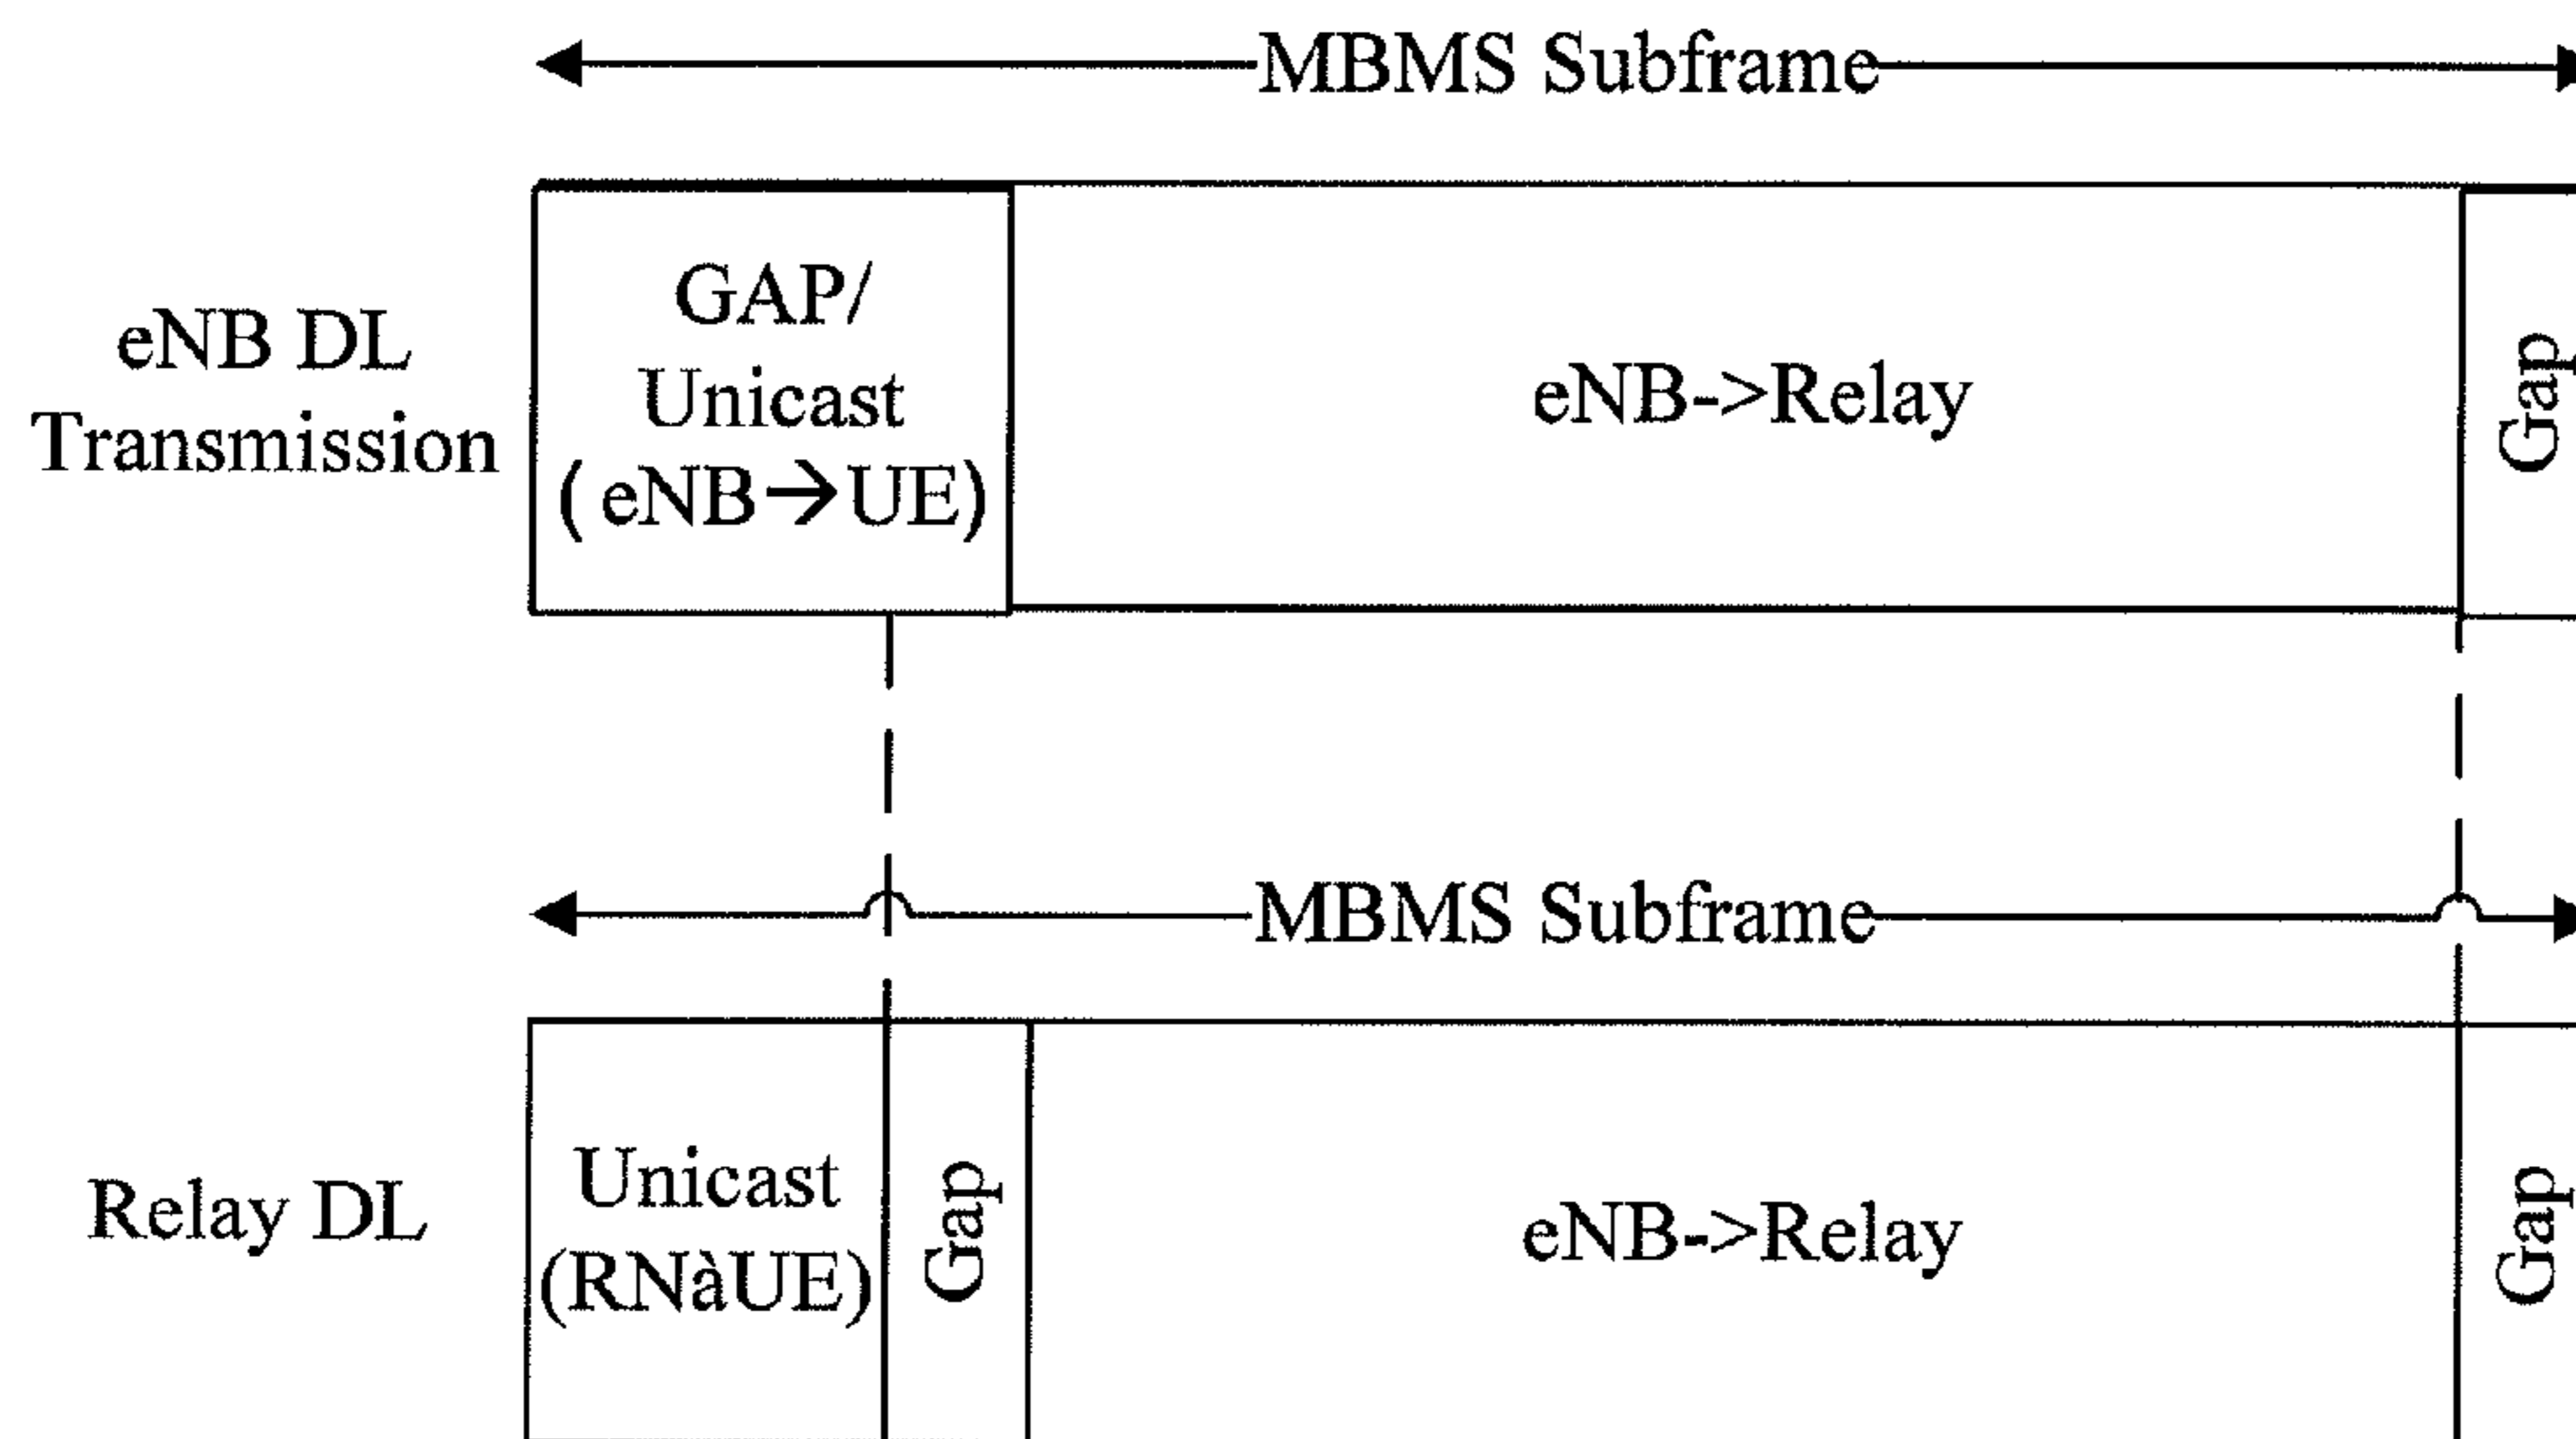 MBMS Subframe
eNB DL
Transmission
GAP/
Unicast
( eNB→UE)
eNB->Relay
Gap
MBMS Subframe
Relay DL
Unicast
(RNàUE)
Gap
eNB->Relay
Gap